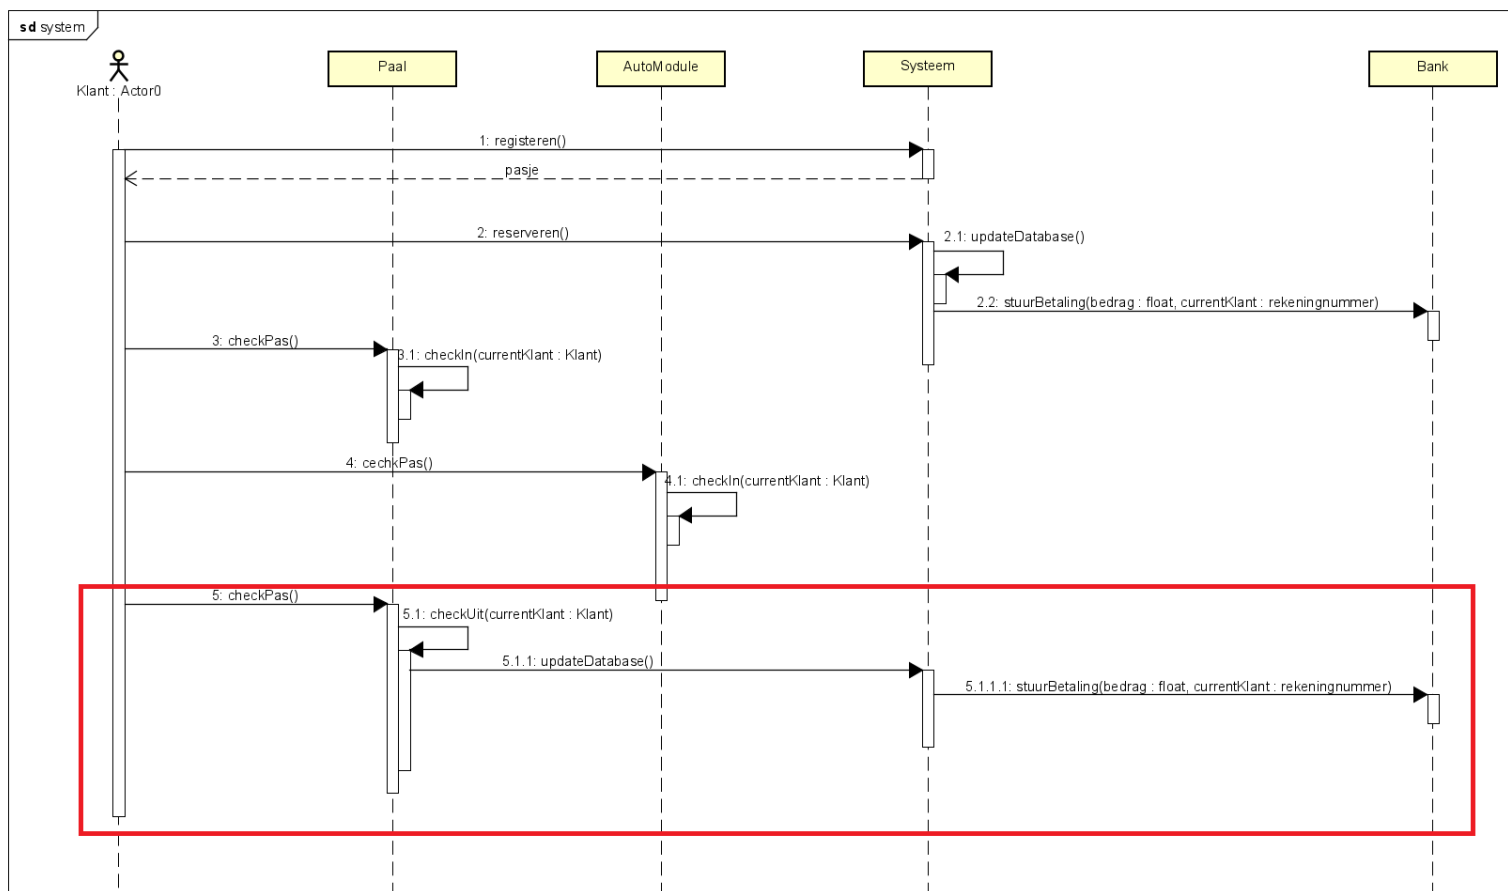 sd system
Klant : Actor0
Paal
AutoModule
Systeem
Bank
1: registeren()
pasje
2: reserveren()
2.1: updateDatabase()
2.2: stuurBetaling(bedrag : float, currentKlant : rekeningnummer)
3: checkPas()
3.1: checkIn(currentKlant : Klant)
4: cechkPas()
4.1: checkIn(currentKlant : Klant)
5: checkPas()
5.1: checkUit(currentKlant : Klant)
5.1.1: updateDatabase()
5.1.1.1: stuurBetaling(bedrag : float, currentKlant : rekeningnummer)